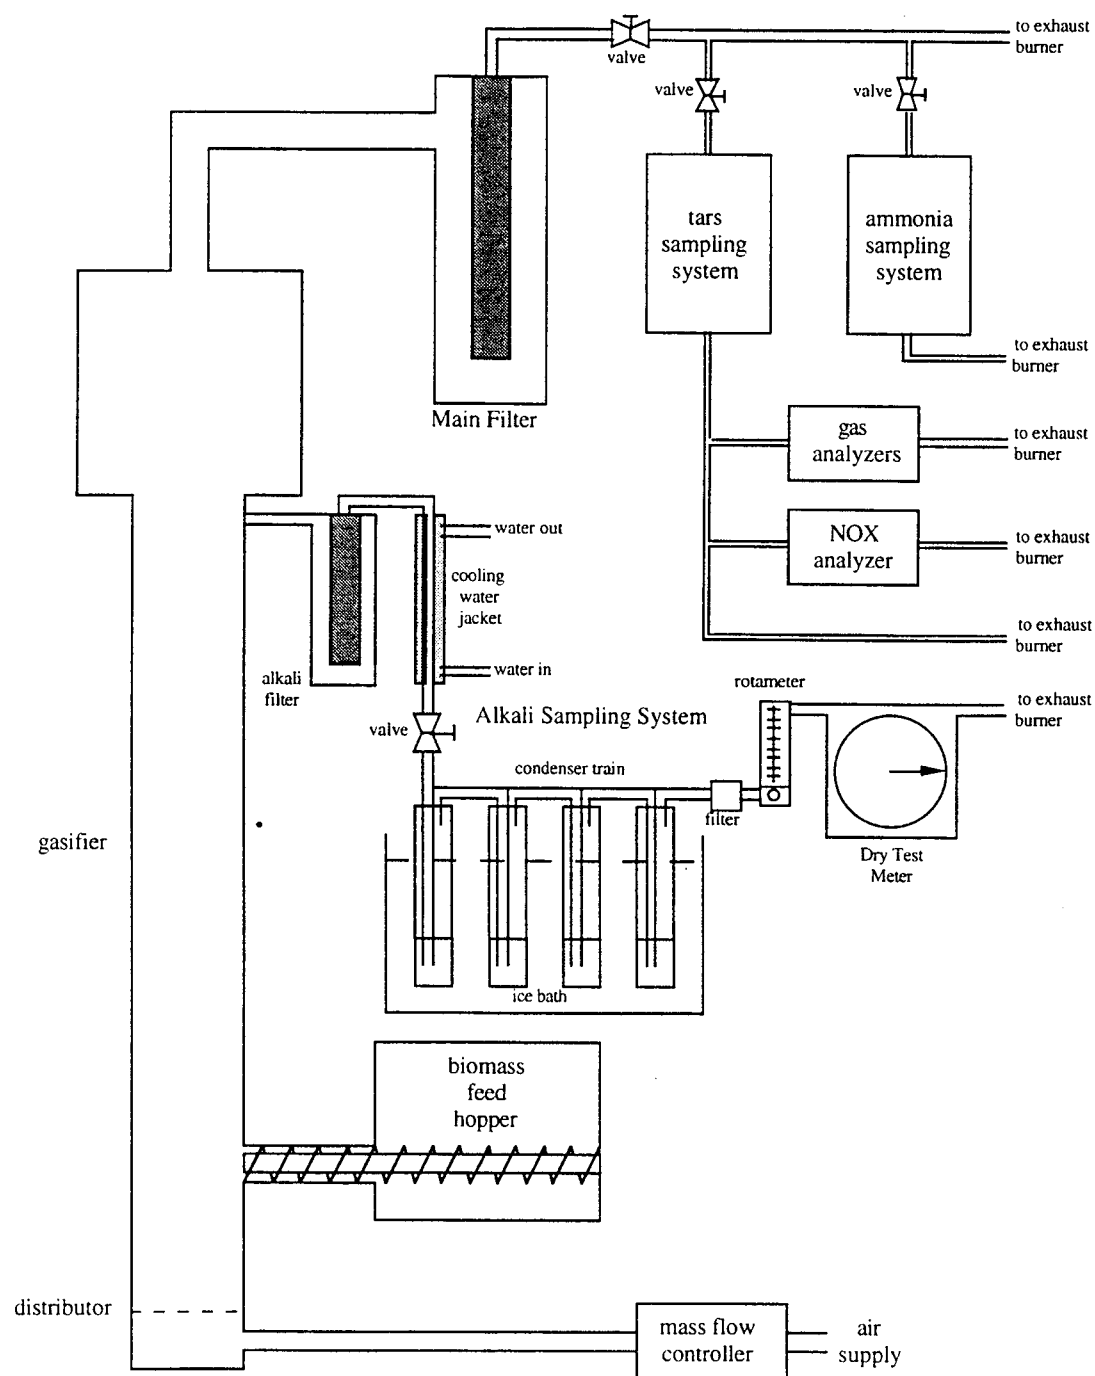 to exhaust
burner
valve
valve
valve
tars
sampling
system
ammonia
sampling
system
to exhaust
burner
Main Filter
gas
analyzers
to exhaust
burner
water out
NOX
analyzer
to exhaust
burner
cooling
water
jacket
to exhaust
burner
water in
alkali
filter
rotameter
to exhaust
burner
valve
Alkali Sampling System
condenser train
filter
gasifier
Dry Test
Meter
ice bath
biomass
feed
hopper
distributor
mass flow
controller
air
supply